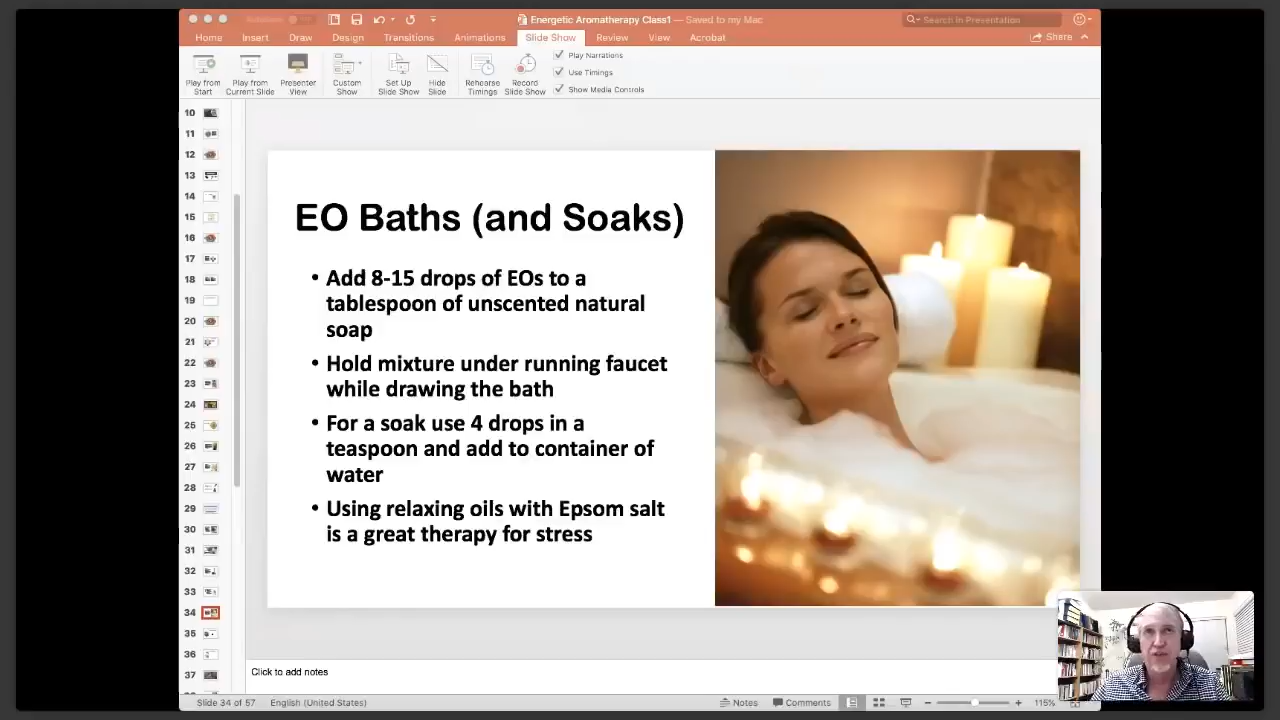 Energetic Aromatherapy Class1 — Saved to my Mac
Search in Presentation
Home Insert Draw Design Transitions Animations Slide Show Review View Acrobat
Share
Play from Start
Play from Current Slide
Presenter View
Custom Show
Set Up Slide Show
Hide Slide
Rehearse Timings
Record Slide Show
Play Narrations
Use Timings
Show Media Controls
10
11
12
13
14
15
16
17
18
19
20
21
22
23
24
25
26
27
28
29
30
31
32
33
34
35
36
37
EO Baths (and Soaks)
• Add 8-15 drops of EOs to a
tablespoon of unscented natural
soap
• Hold mixture under running faucet
while drawing the bath
• For a soak use 4 drops in a
teaspoon and add to container of
water
• Using relaxing oils with Epsom salt
is a great therapy for stress
Click to add notes
Slide 34 of 57 English (United States) Notes Comments 115%